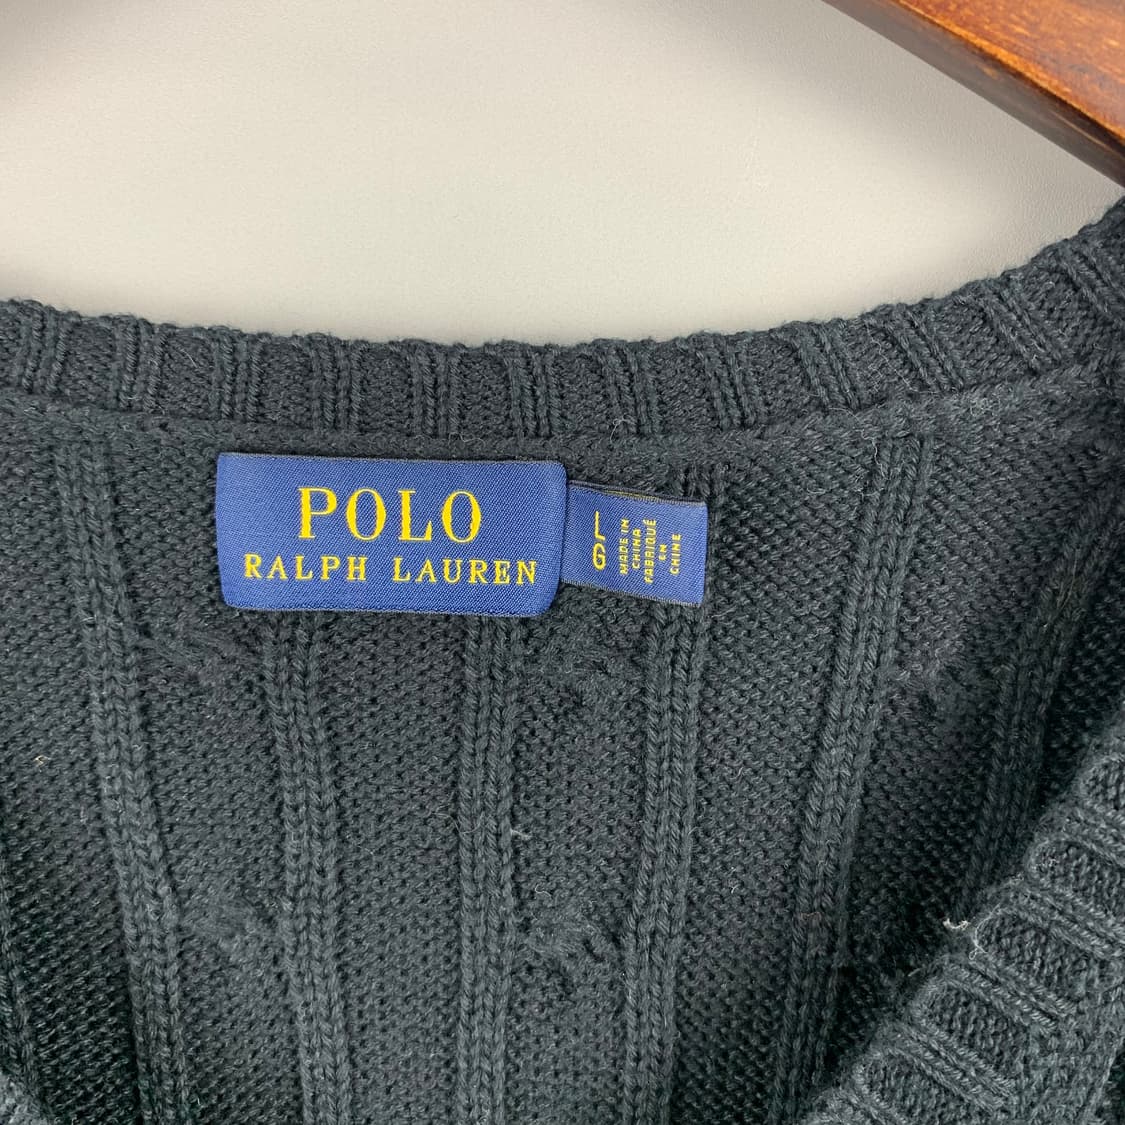 POLO
RALPH LAUREN
L
G
MADE IN
CHINA
FABRIQUÉ
EN
CHINE